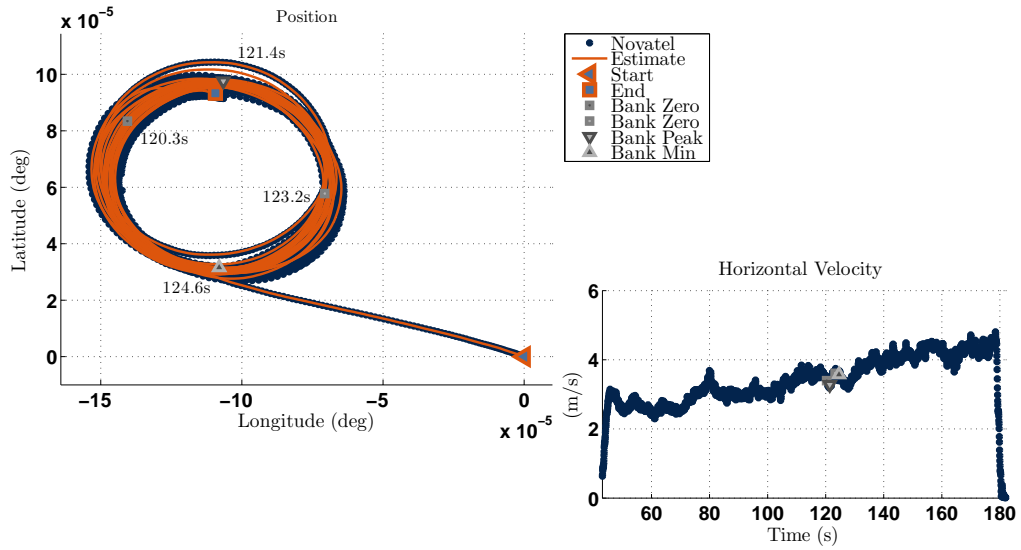 Position
x 10⁻⁵
10
8
6
4
2
0
Latitude (deg)
121.4s
120.3s
123.2s
124.6s
−15
−10
−5
0
Longitude (deg)
x 10⁻⁵
Novatel
Estimate
Start
End
Bank Zero
Bank Zero
Bank Peak
Bank Min
Horizontal Velocity
6
4
2
0
(m/s)
60
80
100
120
140
160
180
Time (s)